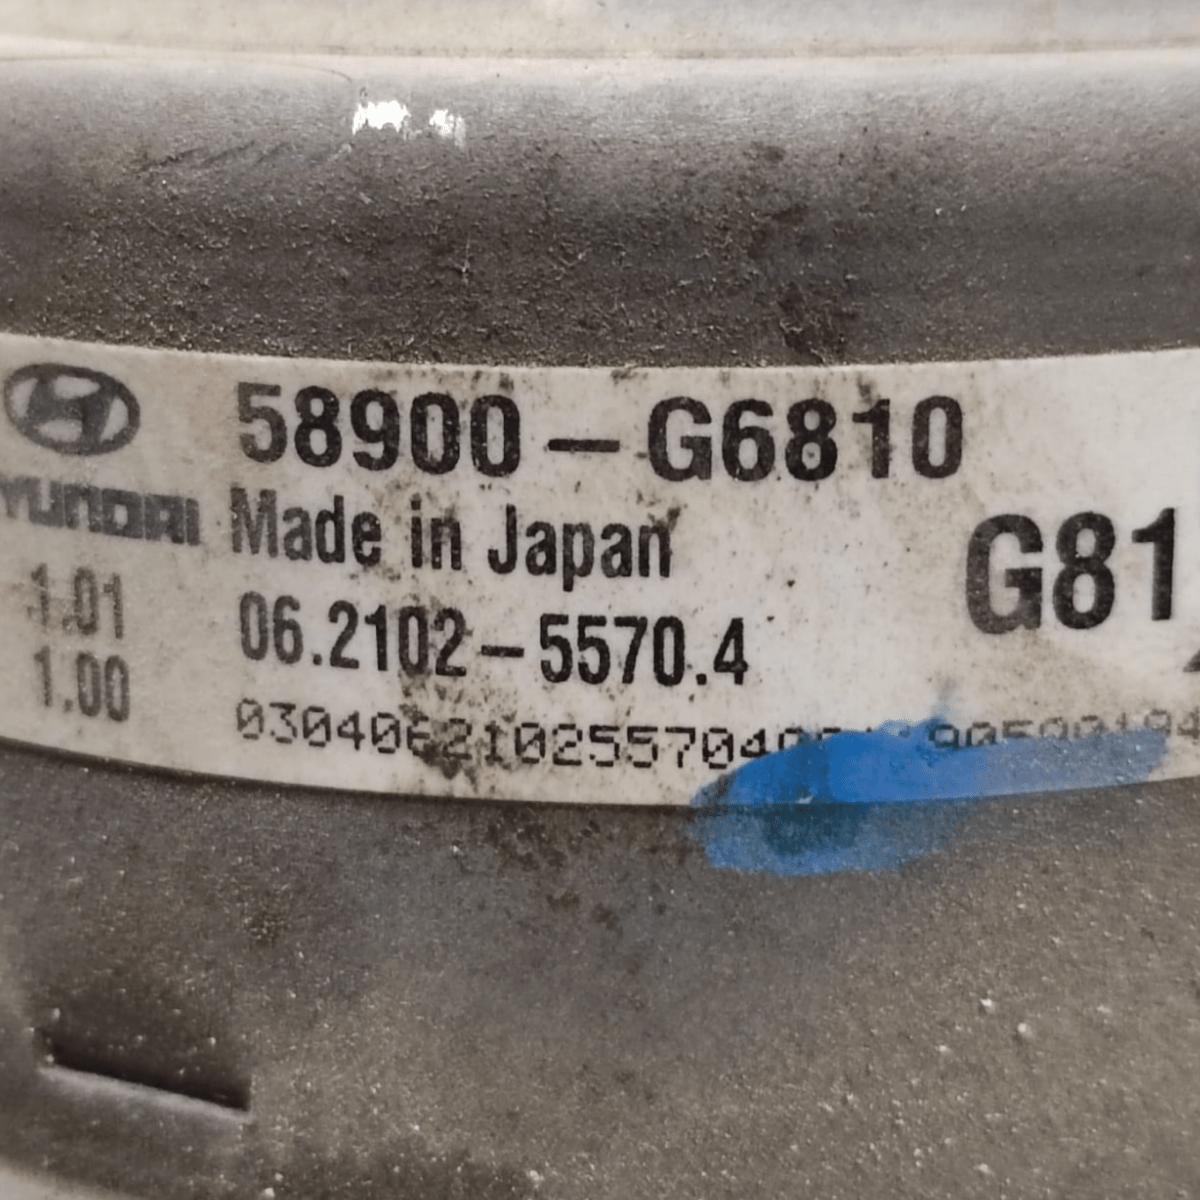 58900-G6810
HYUNDAI Made in Japan
G81
1.01 06.2102-5570.4
1.00